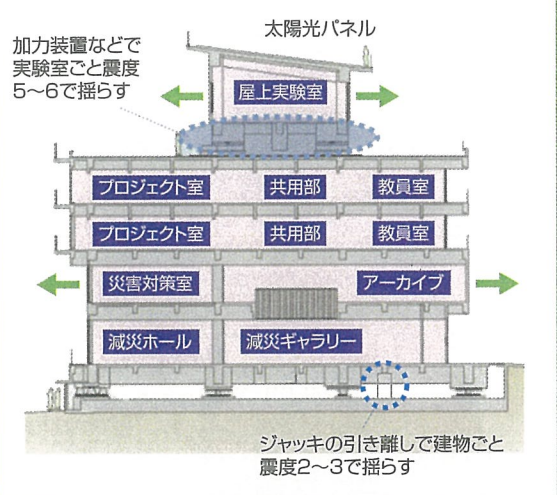 太陽光パネル
加力装置などで
実験室ごと震度
5〜6で揺らす
屋上実験室
プロジェクト室 共用部 教員室
プロジェクト室 共用部 教員室
災害対策室 アーカイブ
減災ホール 減災ギャラリー
ジャッキの引き離しで建物ごと
震度2〜3で揺らす